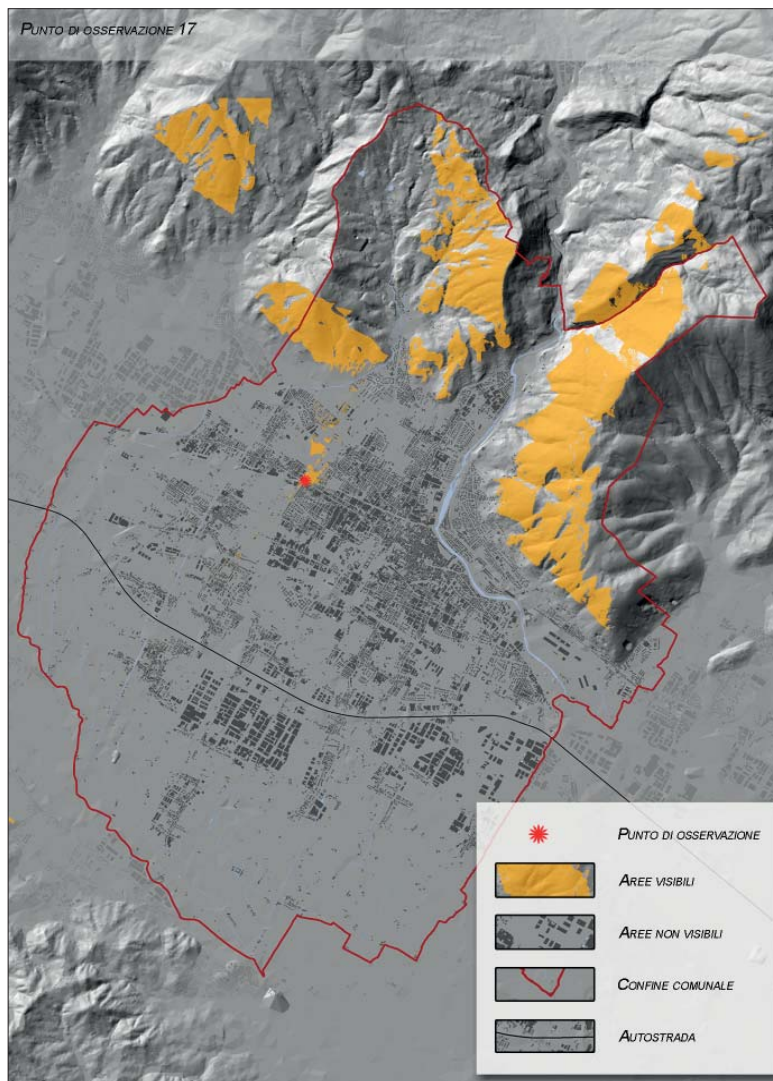 PUNTO DI OSSERVAZIONE 17
PUNTO DI OSSERVAZIONE
AREE VISIBILI
AREE NON VISIBILI
CONFINE COMUNALE
AUTOSTRADA